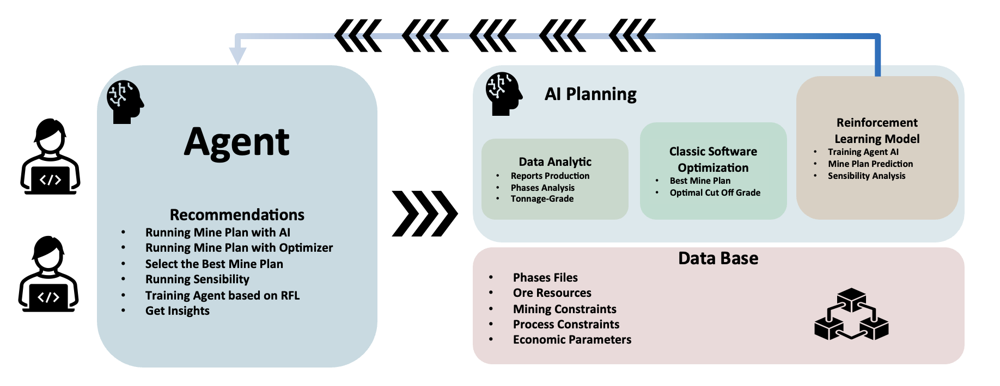 Agent
Recommendations
• Running Mine Plan with AI
• Running Mine Plan with Optimizer
• Select the Best Mine Plan
• Running Sensibility
• Training Agent based on RFL
• Get Insights
AI Planning
Data Analytic
• Reports Production
• Phases Analysis
• Tonnage-Grade
Classic Software
Optimization
• Best Mine Plan
• Optimal Cut Off Grade
Reinforcement
Learning Model
• Training Agent AI
• Mine Plan Prediction
• Sensibility Analysis
Data Base
• Phases Files
• Ore Resources
• Mining Constraints
• Process Constraints
• Economic Parameters